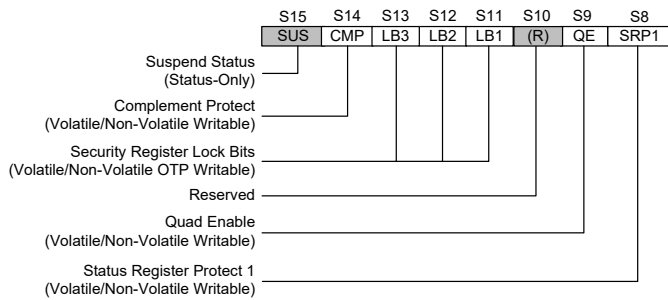 S15 S14 S13 S12 S11 S10 S9 S8
SUS CMP LB3 LB2 LB1 (R) QE SRP1
Suspend Status
(Status-Only)
Complement Protect
(Volatile/Non-Volatile Writable)
Security Register Lock Bits
(Volatile/Non-Volatile OTP Writable)
Reserved
Quad Enable
(Volatile/Non-Volatile Writable)
Status Register Protect 1
(Volatile/Non-Volatile Writable)